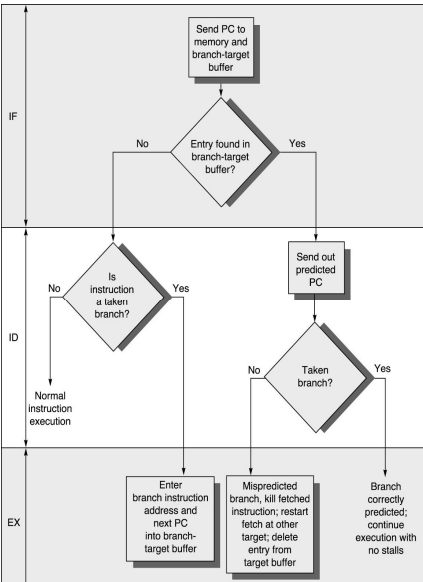 Send PC to
memory and
branch-target
buffer
IF
No
Entry found in
branch-target
buffer?
Yes
No
Is
instruction
a taken
branch?
Yes
Send out
predicted
PC
ID
Normal
instruction
execution
No
Taken
branch?
Yes
EX
Enter
branch instruction
address and
next PC
into branch-
target buffer
Mispredicted
branch, kill fetched
instruction; restart
fetch at other
target; delete
entry from
target buffer
Branch
correctly
predicted;
continue
execution with
no stalls